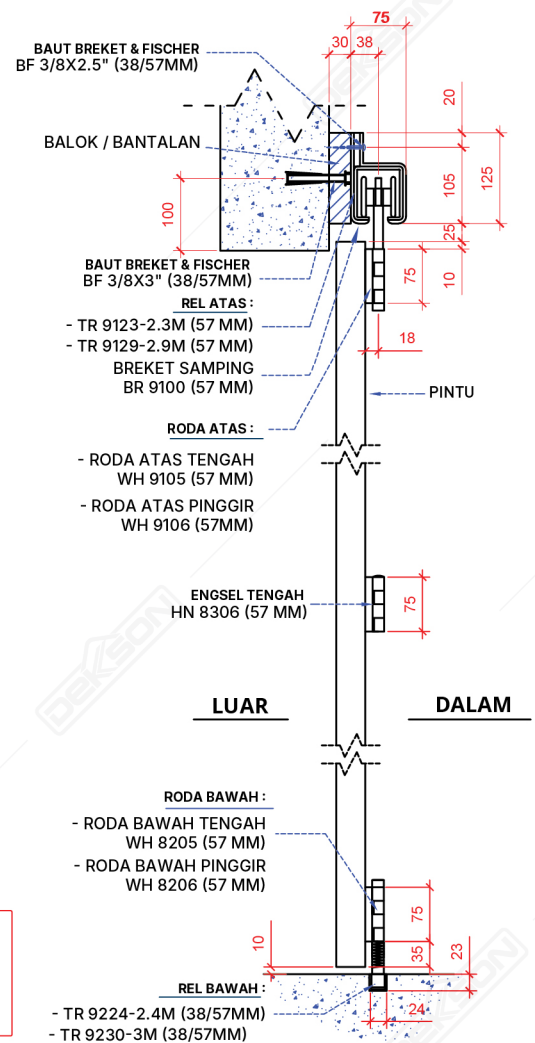 75
30 38
BAUT BREKET & FISCHER
BF 3/8X2.5" (38/57MM)
20
BALOK / BANTALAN
105
125
100
25
BAUT BREKET & FISCHER
BF 3/8X3" (38/57MM)
75
10
REL ATAS :
- TR 9123-2.3M (57 MM)
- TR 9129-2.9M (57 MM)
18
BREKET SAMPING
BR 9100 (57 MM)
PINTU
RODA ATAS :
- RODA ATAS TENGAH
WH 9105 (57 MM)
- RODA ATAS PINGGIR
WH 9106 (57MM)
ENGSEL TENGAH
HN 8306 (57 MM)
75
LUAR
DALAM
RODA BAWAH :
- RODA BAWAH TENGAH
WH 8205 (57 MM)
- RODA BAWAH PINGGIR
WH 8206 (57 MM)
75
10
35
23
REL BAWAH :
- TR 9224-2.4M (38/57MM)
- TR 9230-3M (38/57MM)
24
DEKSON
DEKSON
DEKSON